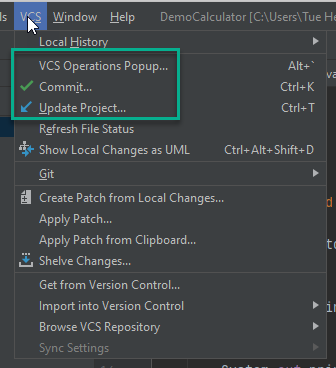 VCS Window Help DemoCalculator [C:\Users\Tue He
Local History
VCS Operations Popup... Alt+`
Commit... Ctrl+K
Update Project... Ctrl+T
Refresh File Status
Show Local Changes as UML Ctrl+Alt+Shift+D
Git
Create Patch from Local Changes...
Apply Patch...
Apply Patch from Clipboard...
Shelve Changes...
Get from Version Control...
Import into Version Control
Browse VCS Repository
Sync Settings